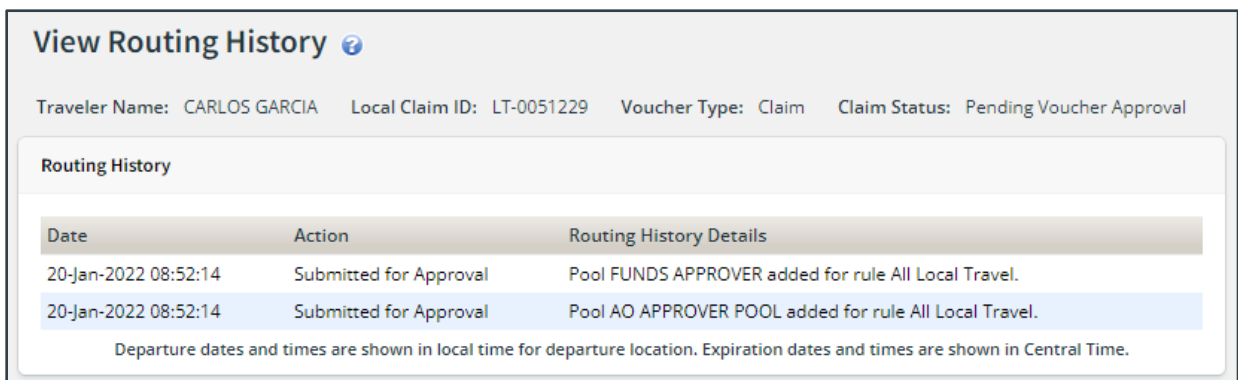 View Routing History ?
Traveler Name: CARLOS GARCIA Local Claim ID: LT-0051229 Voucher Type: Claim Claim Status: Pending Voucher Approval
Routing History
Date Action Routing History Details
20-Jan-2022 08:52:14 Submitted for Approval Pool FUNDS APPROVER added for rule All Local Travel.
20-Jan-2022 08:52:14 Submitted for Approval Pool AO APPROVER POOL added for rule All Local Travel.
Departure dates and times are shown in local time for departure location. Expiration dates and times are shown in Central Time.